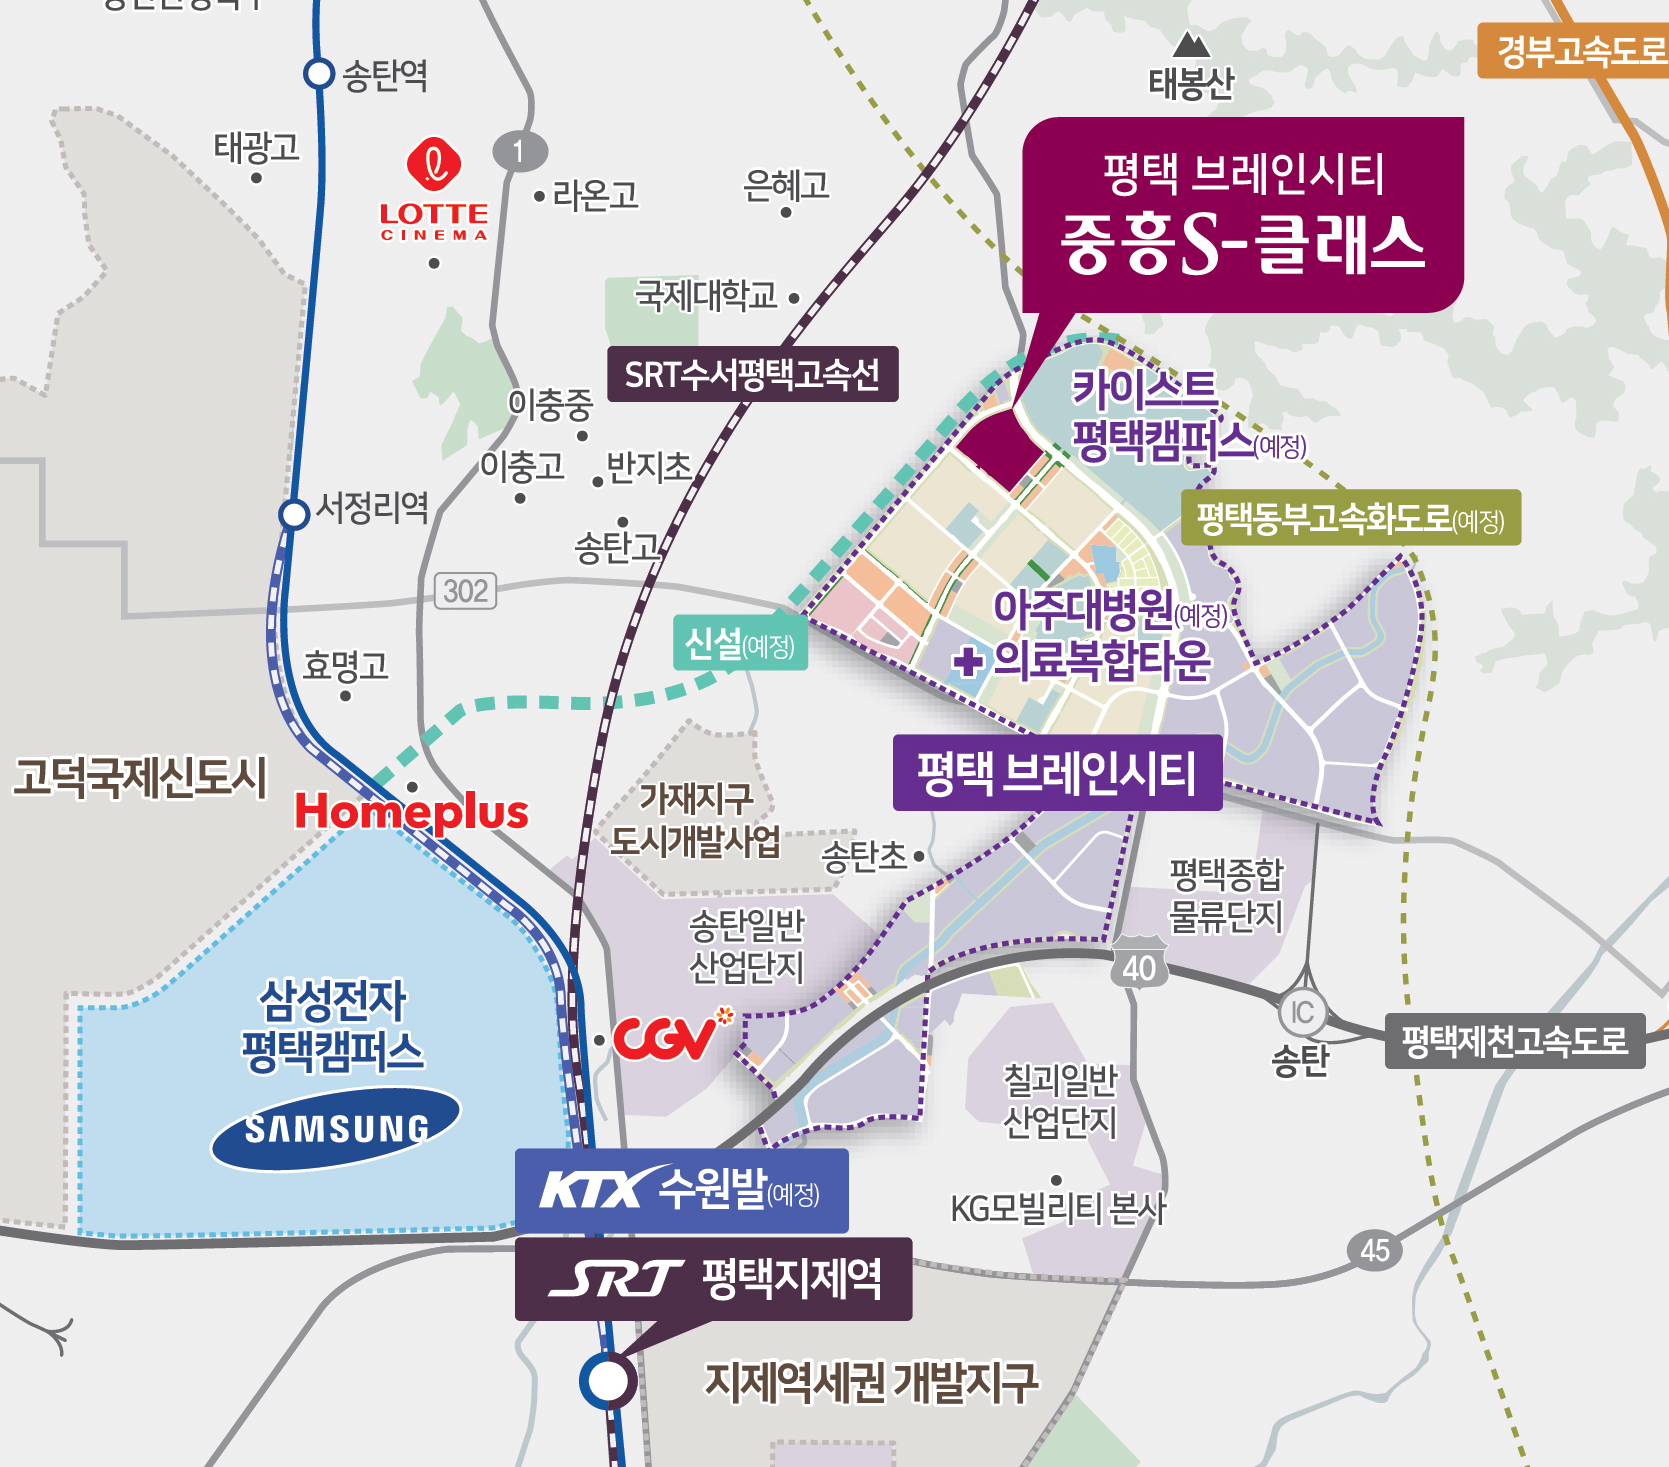 송탄역
경부고속도로
태봉산
태광고
1
LOTTE
CINEMA
라온고
은혜고
평택 브레인시티
중흥S-클래스
국제대학교
SRT수서평택고속선
이충중
카이스트
평택캠퍼스(예정)
이충고
반지초
서정리역
송탄고
평택동부고속화도로(예정)
302
아주대병원(예정)
의료복합타운
신설(예정)
효명고
고덕국제신도시
Homeplus
평택 브레인시티
가재지구
도시개발사업
송탄초
평택종합
물류단지
송탄일반
산업단지
40
삼성전자
평택캠퍼스
SAMSUNG
CGV
IC
송탄
평택제천고속도로
칠괴일반
산업단지
KTX 수원발(예정)
KG모빌리티 본사
45
SRT 평택지제역
지제역세권 개발지구